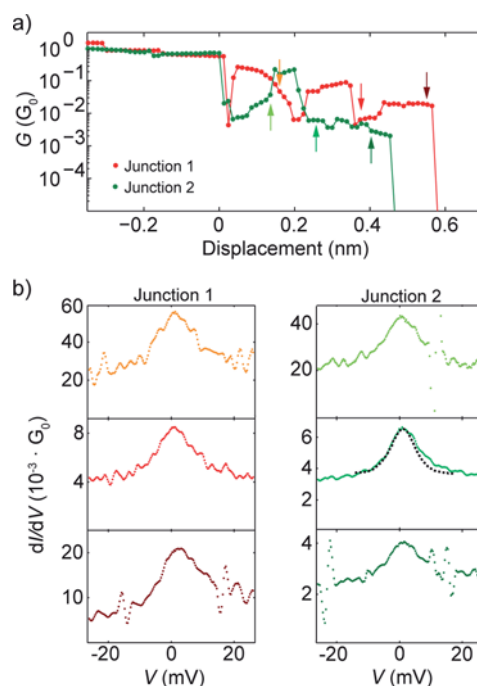 a)
10⁰
10⁻¹
10⁻²
10⁻³
10⁻⁴
G (G₀)
Junction 1
Junction 2
−0.2 0 0.2 0.4 0.6
Displacement (nm)
b)
Junction 1 Junction 2
60
40
20
40
20
8
4
6
4
2
20
10
4
2
dI/dV (10⁻³ · G₀)
-20 0 20 -20 0 20
V (mV) V (mV)